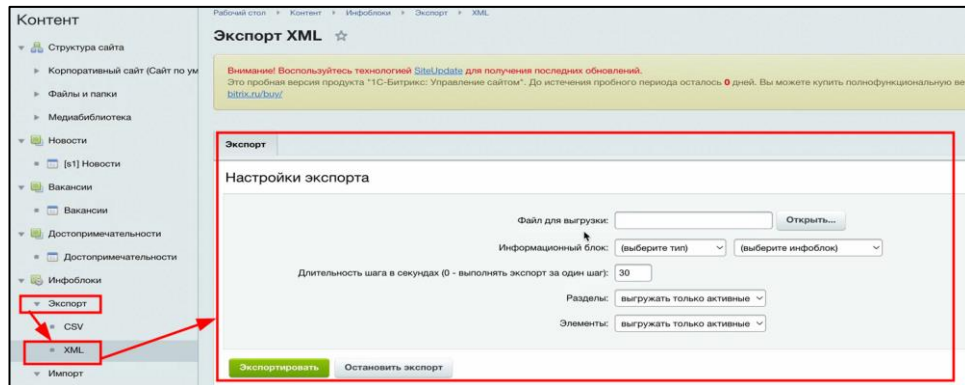 Контент
Структура сайта
Корпоративный сайт (Сайт по ум
Файлы и папки
Медиабиблиотека
Новости
[s1] Новости
Вакансии
Вакансии
Достопримечательности
Достопримечательности
Инфоблоки
Экспорт
CSV
XML
Импорт
Рабочий стол Контент Инфоблоки Экспорт XML
Экспорт XML
Внимание! Воспользуйтесь технологией SiteUpdate для получения последних обновлений.
Это пробная версия продукта "1С-Битрикс: Управление сайтом". До истечения пробного периода осталось 0 дней. Вы можете купить полнофункциональную ве
bitrix.ru/buy/
Экспорт
Настройки экспорта
Файл для выгрузки: Открыть...
Информационный блок: (выберите тип) (выберите инфоблок)
Длительность шага в секундах (0 - выполнять экспорт за один шаг): 30
Разделы: выгружать только активные
Элементы: выгружать только активные
Экспортировать Остановить экспорт